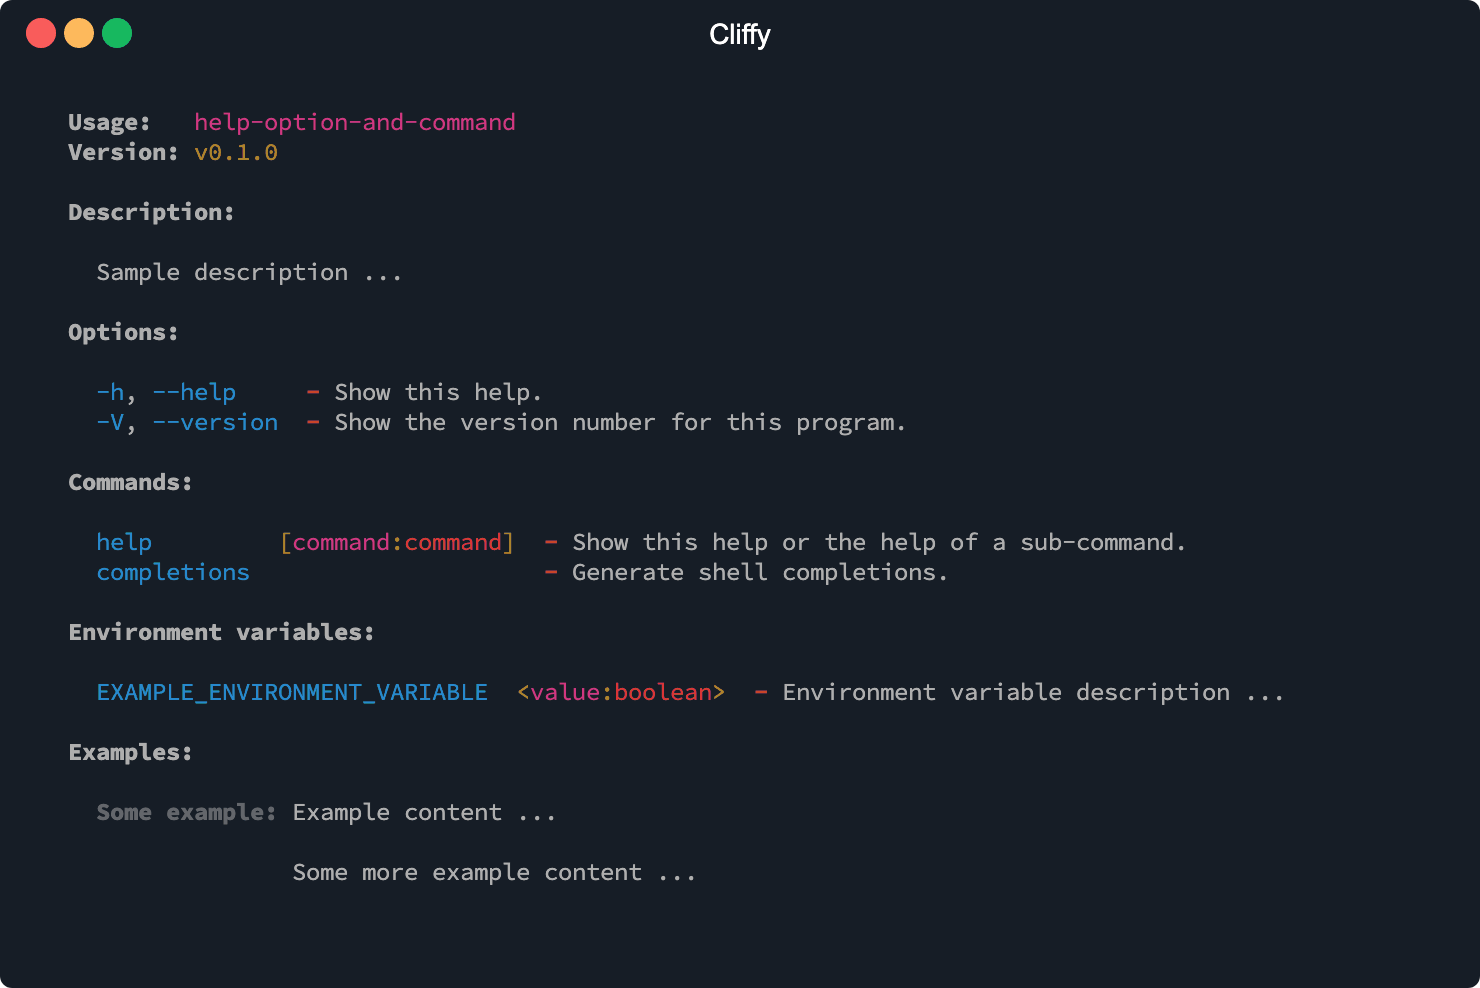 Cliffy
Usage:   help-option-and-command
Version: v0.1.0
Description:
Sample description ...
Options:
-h, --help     - Show this help.
-V, --version  - Show the version number for this program.
Commands:
help         [command:command]  - Show this help or the help of a sub-command.
completions                     - Generate shell completions.
Environment variables:
EXAMPLE_ENVIRONMENT_VARIABLE  <value:boolean>  - Environment variable description ...
Examples:
Some example: Example content ...
Some more example content ...